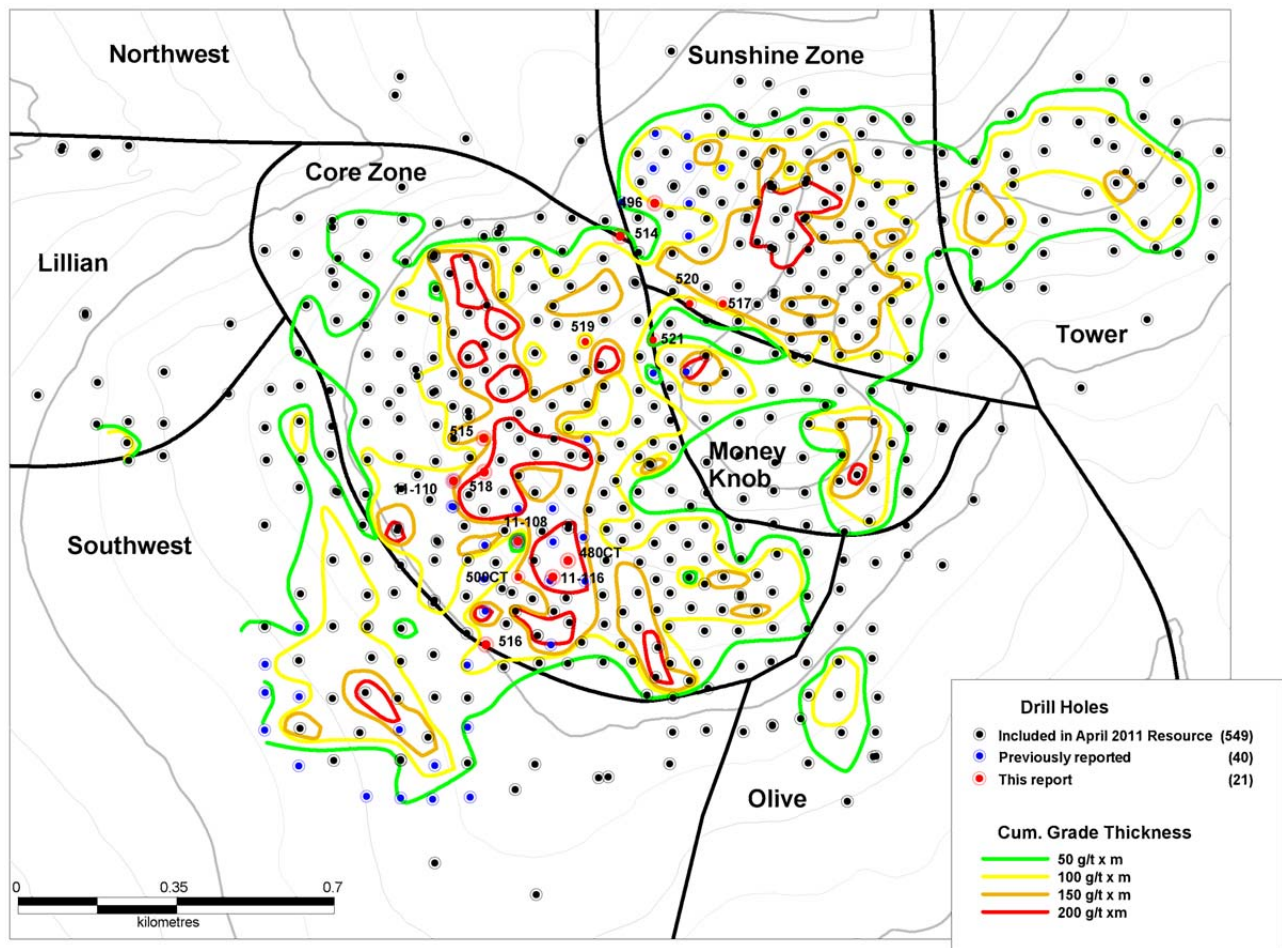 Northwest
Sunshine Zone
Core Zone
496
514
Lillian
520
517
519
521
Tower
515
Money
Knob
11-110
518
11-108
Southwest
480CT
509CT
11-316
516
Olive
Drill Holes
Included in April 2011 Resource (549)
Previously reported (40)
This report (21)
Cum. Grade Thickness
50 g/t x m
100 g/t x m
150 g/t x m
200 g/t xm
0 0.35 0.7
kilometres